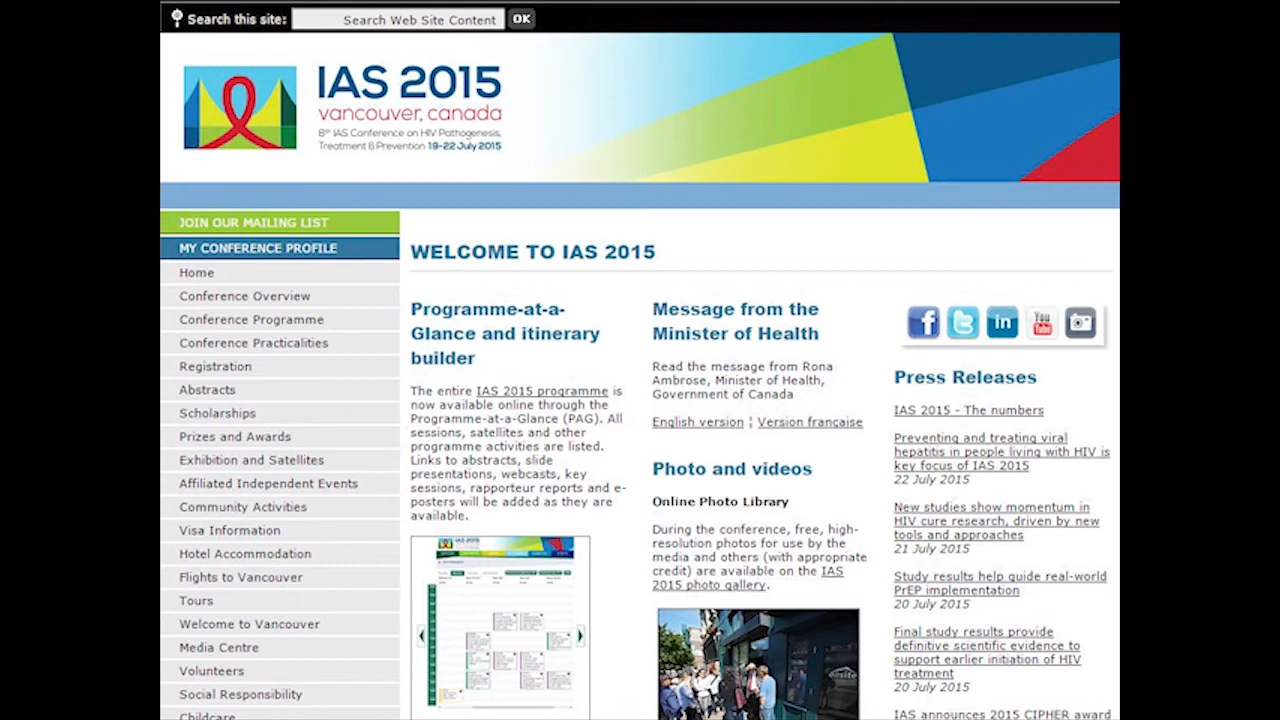 Search this site: Search Web Site Content OK
IAS 2015
vancouver, canada
8th IAS Conference on HIV Pathogenesis,
Treatment & Prevention 19-22 July 2015
JOIN OUR MAILING LIST
MY CONFERENCE PROFILE
Home
Conference Overview
Conference Programme
Conference Practicalities
Registration
Abstracts
Scholarships
Prizes and Awards
Exhibition and Satellites
Affiliated Independent Events
Community Activities
Visa Information
Hotel Accommodation
Flights to Vancouver
Tours
Welcome to Vancouver
Media Centre
Volunteers
Social Responsibility
Childcare
WELCOME TO IAS 2015
Programme-at-a-
Glance and itinerary
builder
The entire IAS 2015 programme is
now available online through the
Programme-at-a-Glance (PAG). All
sessions, satellites and other
programme activities are listed.
Links to abstracts, slide
presentations, webcasts, key
sessions, rapporteur reports and e-
posters will be added as they are
available.
IAS 2015
Message from the
Minister of Health
Read the message from Rona
Ambrose, Minister of Health,
Government of Canada
English version ¦ Version francaise
Photo and videos
Online Photo Library
During the conference, free, high-
resolution photos for use by the
media and others (with appropriate
credit) are available on the IAS
2015 photo gallery.
f t in You Tube
Press Releases
IAS 2015 - The numbers
Preventing and treating viral
hepatitis in people living with HIV is
key focus of IAS 2015
22 July 2015
New studies show momentum in
HIV cure research, driven by new
tools and approaches
21 July 2015
Study results help guide real-world
PrEP implementation
20 July 2015
Final study results provide
definitive scientific evidence to
support earlier initiation of HIV
treatment
20 July 2015
IAS announces 2015 CIPHER award